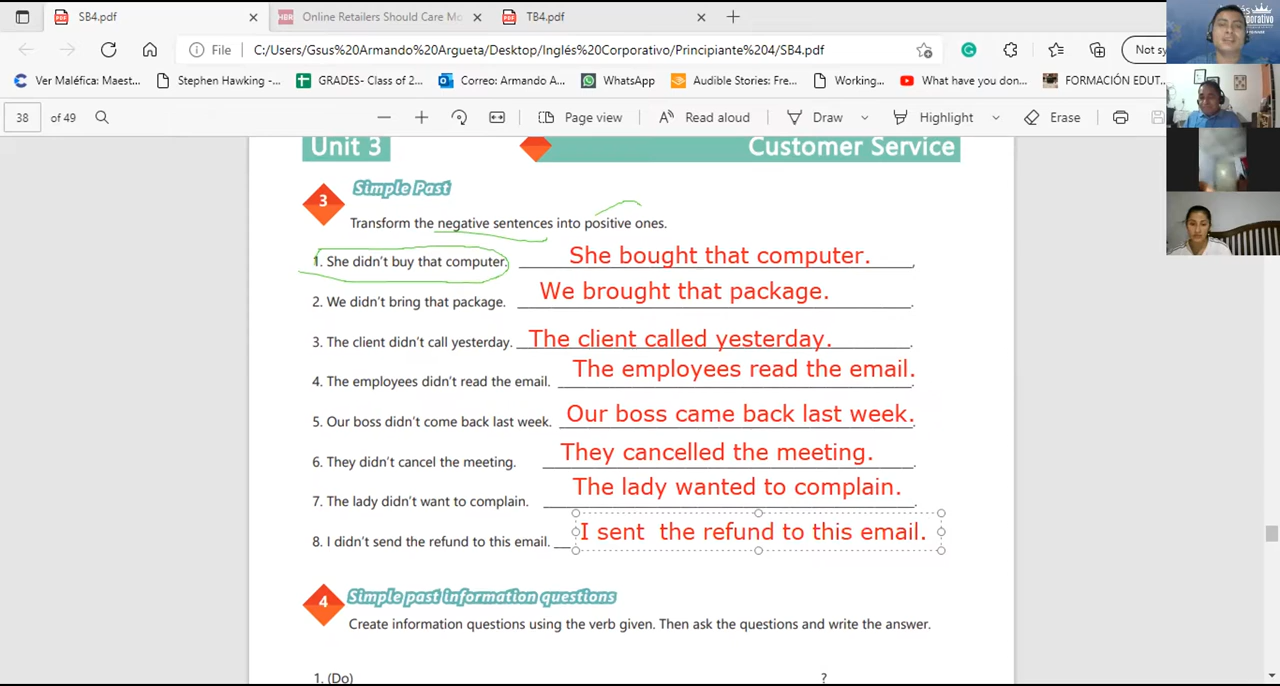 SB4.pdf
Online Retailers Should Care Mo
TB4.pdf
File C:/Users/Gsus%20Armando%20Argueta/Desktop/Inglés%20Corporativo/Principiante%204/SB4.pdf Not sy
Ver Maléfica: Maest... Stephen Hawking -... GRADES- Class of 2... Correo: Armando A... WhatsApp Audible Stories: Fre... Working... What have you don... FORMACIÓN EDUT...
38 of 49 Page view Read aloud Draw Highlight Erase
Unit 3 Customer Service
3 Simple Past
Transform the negative sentences into positive ones.
1. She didn't buy that computer. She bought that computer.
2. We didn't bring that package. We brought that package.
3. The client didn't call yesterday. The client called yesterday.
4. The employees didn't read the email. The employees read the email.
5. Our boss didn't come back last week. Our boss came back last week.
6. They didn't cancel the meeting. They cancelled the meeting.
7. The lady didn't want to complain. The lady wanted to complain.
8. I didn't send the refund to this email. I sent  the refund to this email.
4 Simple past information questions
Create information questions using the verb given. Then ask the questions and write the answer.
1. (Do) ?